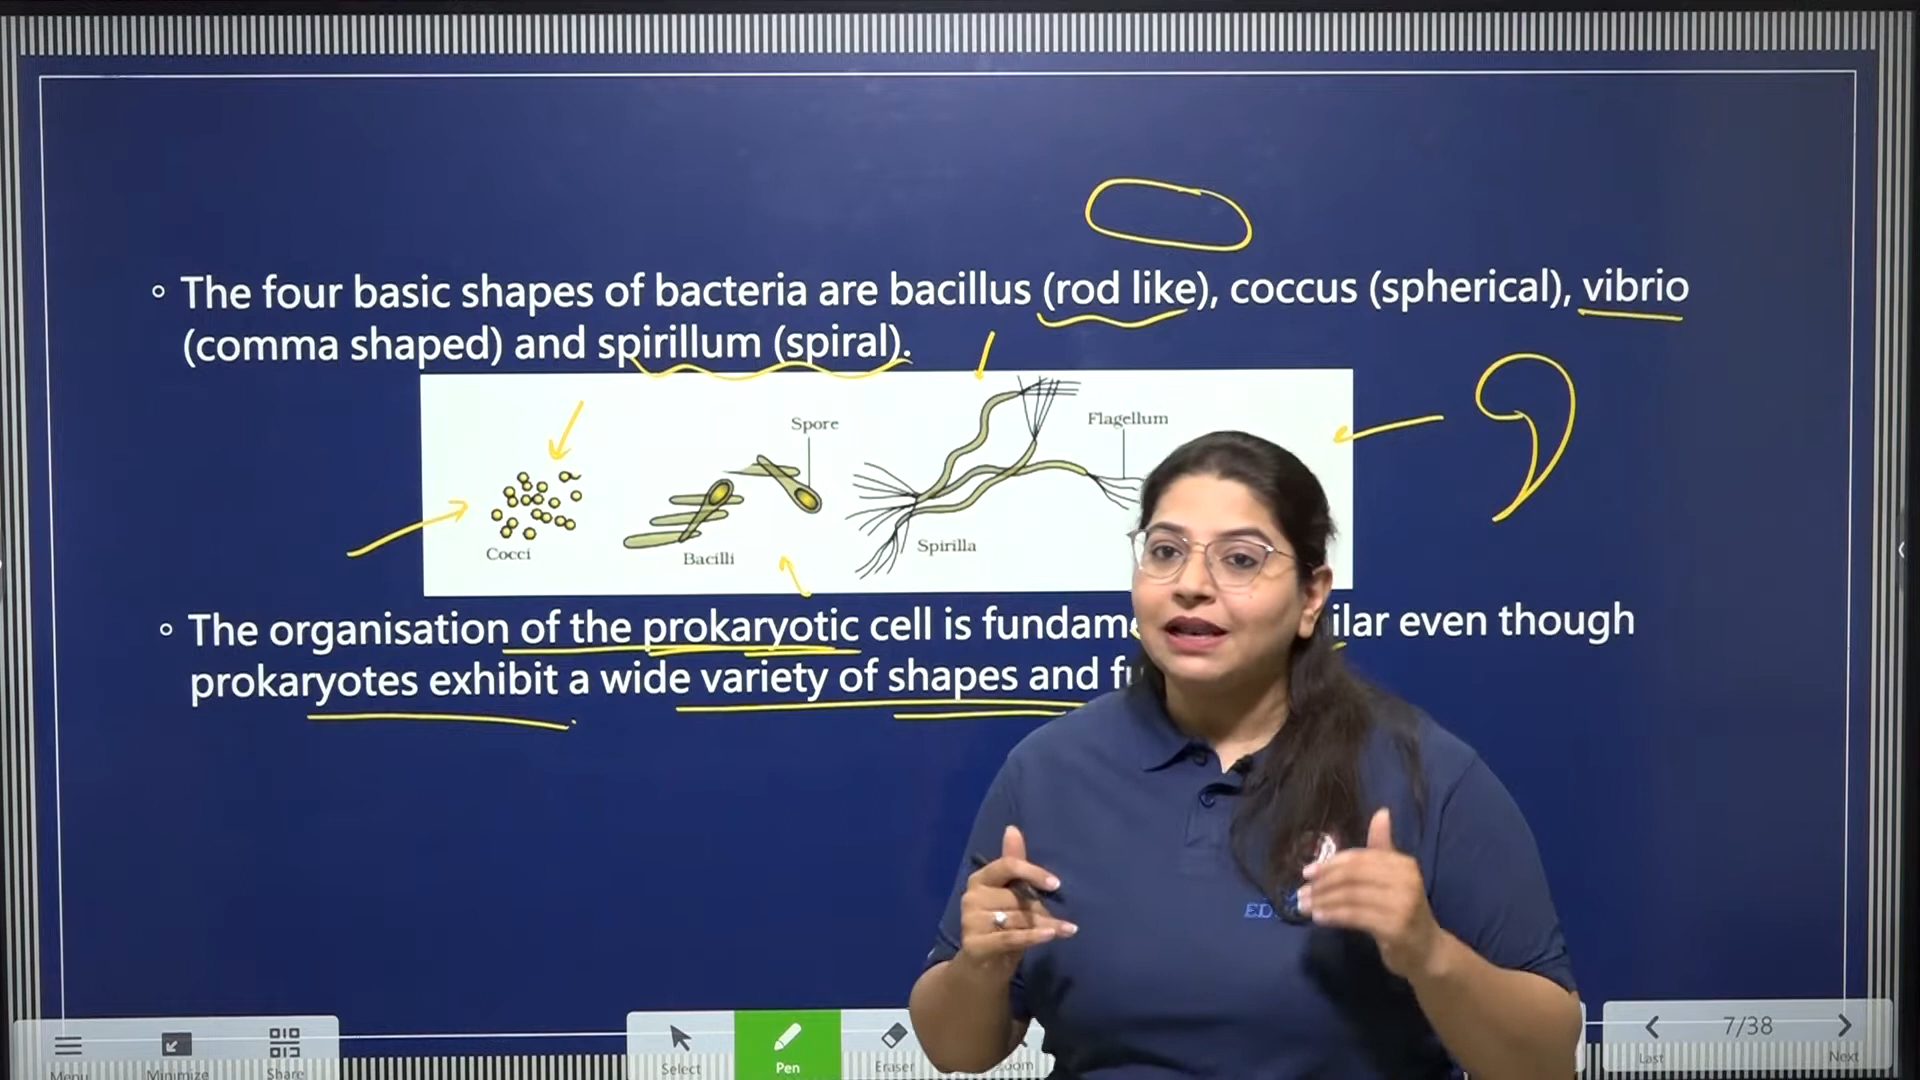 ◦ The four basic shapes of bacteria are bacillus (rod like), coccus (spherical), vibrio
(comma shaped) and spirillum (spiral).
Spore
Flagellum
Cocci
Bacilli
Spirilla
◦ The organisation of the prokaryotic cell is ilar even though
prokaryotes exhibit a wide variety of shapes and
7/38
Menu Minimize Share Select Pen Eraser Last Next